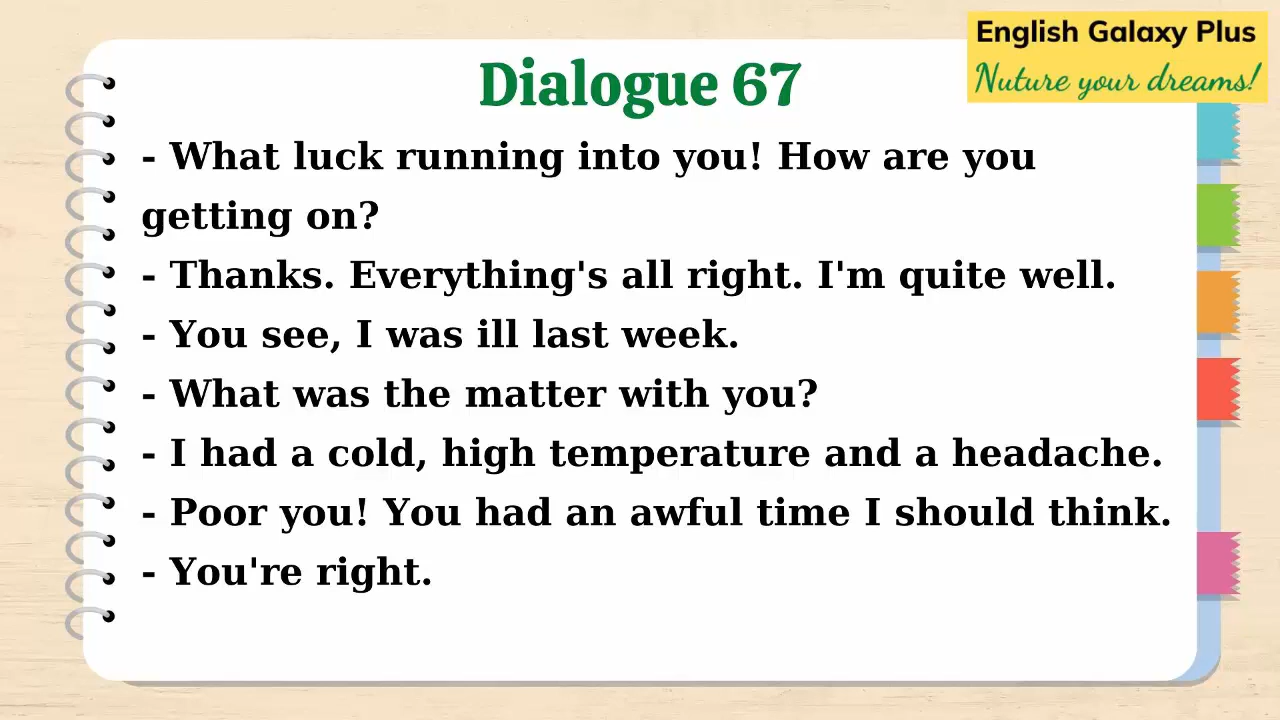 English Galaxy Plus
Nuture your dreams!
Dialogue 67
- What luck running into you! How are you
getting on?
- Thanks. Everything's all right. I'm quite well.
- You see, I was ill last week.
- What was the matter with you?
- I had a cold, high temperature and a headache.
- Poor you! You had an awful time I should think.
- You're right.